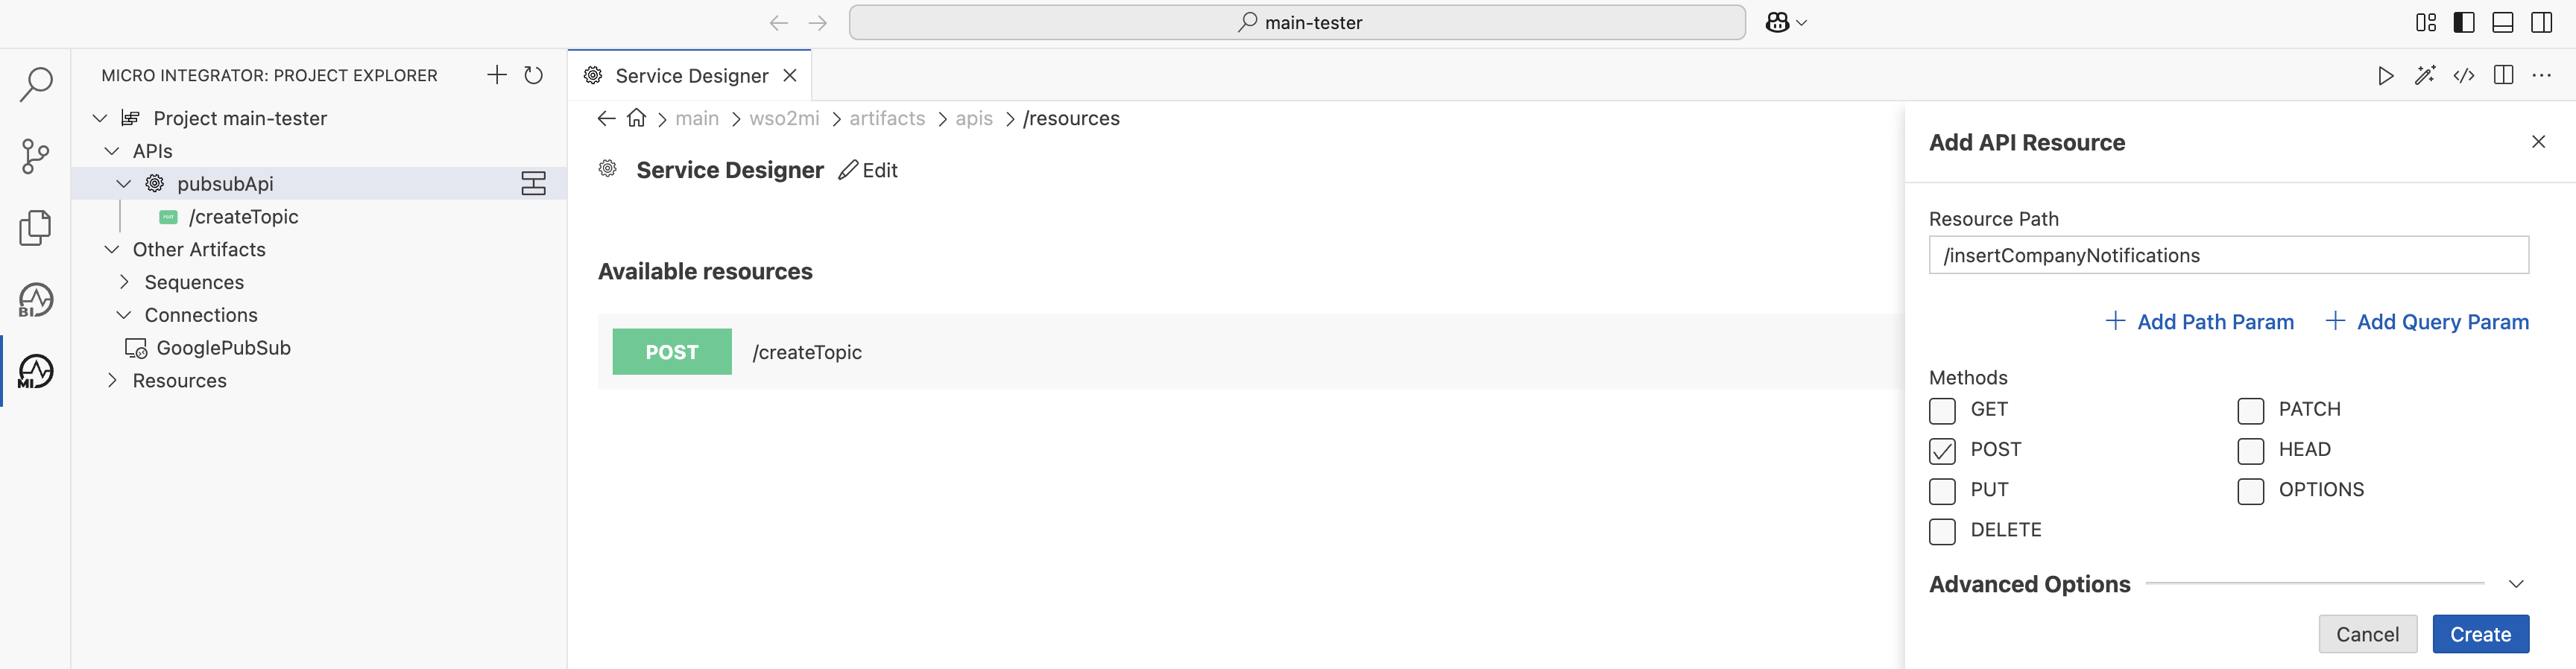 main-tester
MICRO INTEGRATOR: PROJECT EXPLORER
Project main-tester
APIs
pubsubApi
POST /createTopic
Other Artifacts
Sequences
Connections
GooglePubSub
Resources
BI
MI
Service Designer
main > wso2mi > artifacts > apis > /resources
Service Designer Edit
Available resources
POST /createTopic
Add API Resource
Resource Path
/insertCompanyNotifications
Add Path Param Add Query Param
Methods
GET PATCH
POST HEAD
PUT OPTIONS
DELETE
Advanced Options
Cancel Create